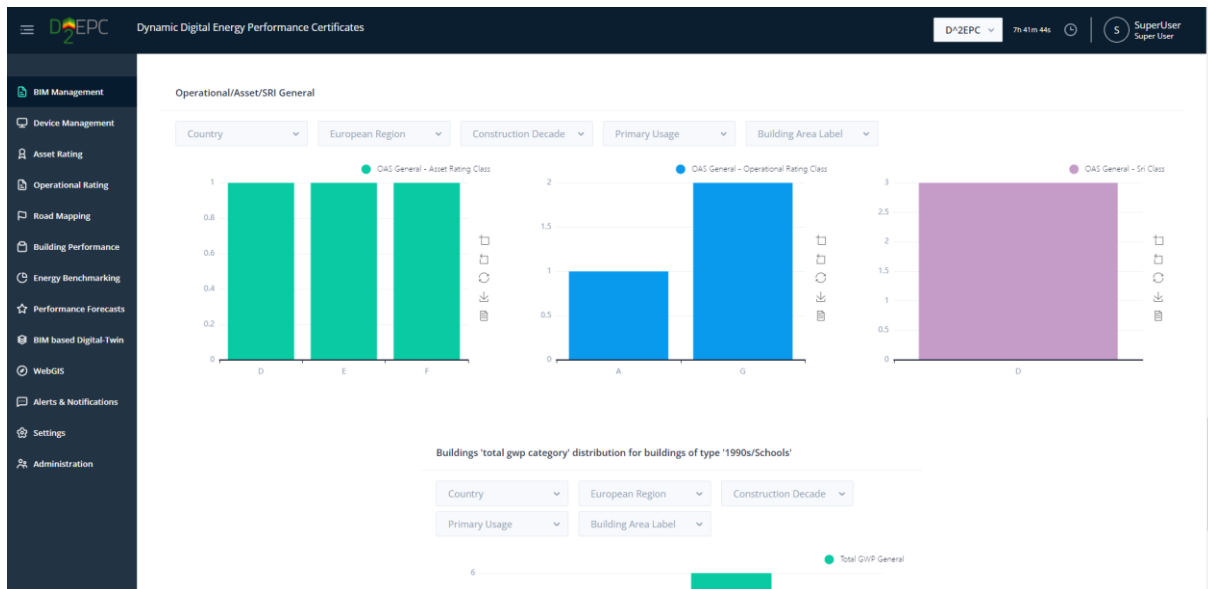 D2EPC
Dynamic Digital Energy Performance Certificates
D^2EPC
7h 41m 44s
S
SuperUser
Super User
BIM Management
Device Management
Asset Rating
Operational Rating
Road Mapping
Building Performance
Energy Benchmarking
Performance Forecasts
BIM based Digital-Twin
WebGIS
Alerts & Notifications
Settings
Administration
Operational/Asset/SRI General
Country
European Region
Construction Decade
Primary Usage
Building Area Label
OAS General - Asset Rating Class
1
0.8
0.6
0.4
0.2
0
D E F
OAS General - Operational Rating Class
2
1.5
1
0.5
0
A G
OAS General - Sri Class
3
2.5
2
1.5
1
0.5
0
D
Buildings 'total gwp category' distribution for buildings of type '1990s/Schools'
Country
European Region
Construction Decade
Primary Usage
Building Area Label
Total GWP General
6